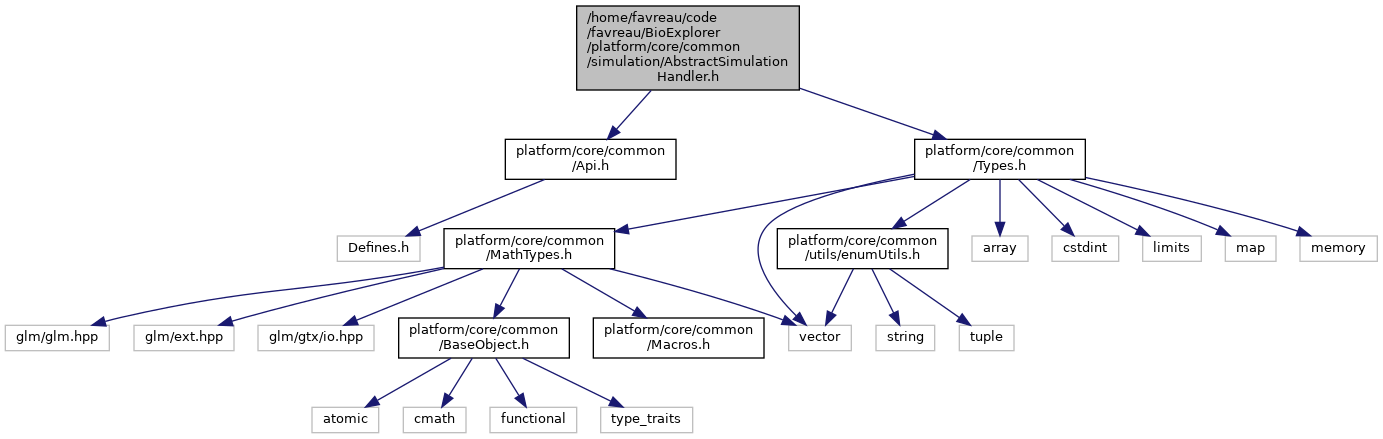 /home/favreau/code
/favreau/BioExplorer
/platform/core/common
/simulation/AbstractSimulation
Handler.h
platform/core/common
/Api.h
platform/core/common
/Types.h
Defines.h
platform/core/common
/MathTypes.h
platform/core/common
/utils/enumUtils.h
array
cstdint
limits
map
memory
glm/glm.hpp
glm/ext.hpp
glm/gtx/io.hpp
platform/core/common
/BaseObject.h
platform/core/common
/Macros.h
vector
string
tuple
atomic
cmath
functional
type_traits